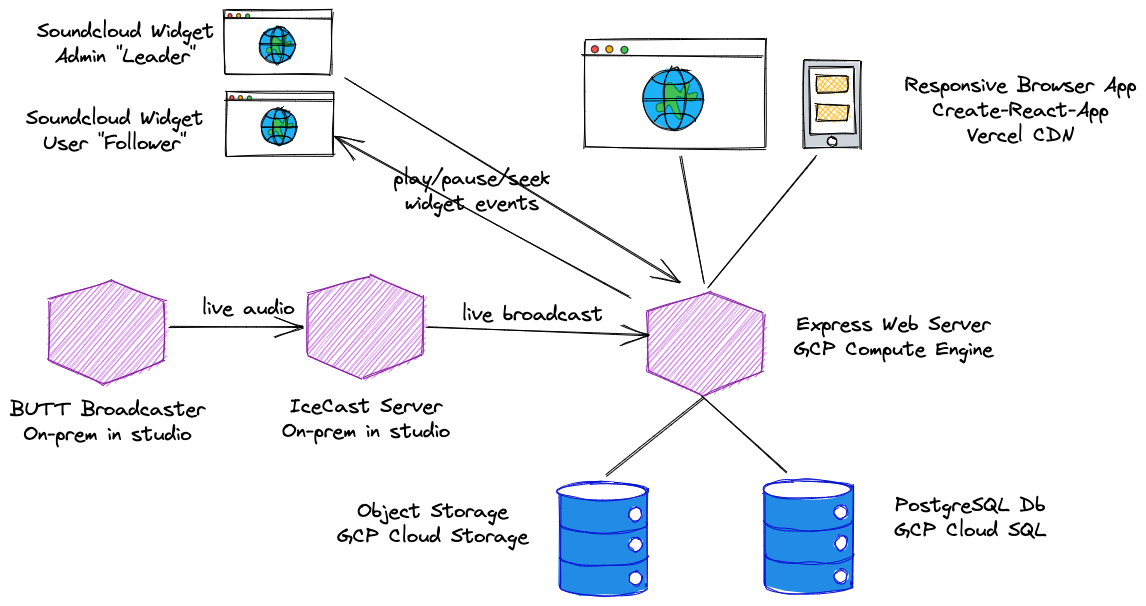 Soundcloud Widget
Admin "Leader"
Soundcloud Widget
User "Follower"
Responsive Browser App
Create-React-App
Vercel CDN
play/pause/seek
widget events
live audio
live broadcast
Express Web Server
GCP Compute Engine
BUTT Broadcaster
On-prem in studio
IceCast Server
On-prem in studio
Object Storage
GCP Cloud Storage
PostgreSQL Db
GCP Cloud SQL